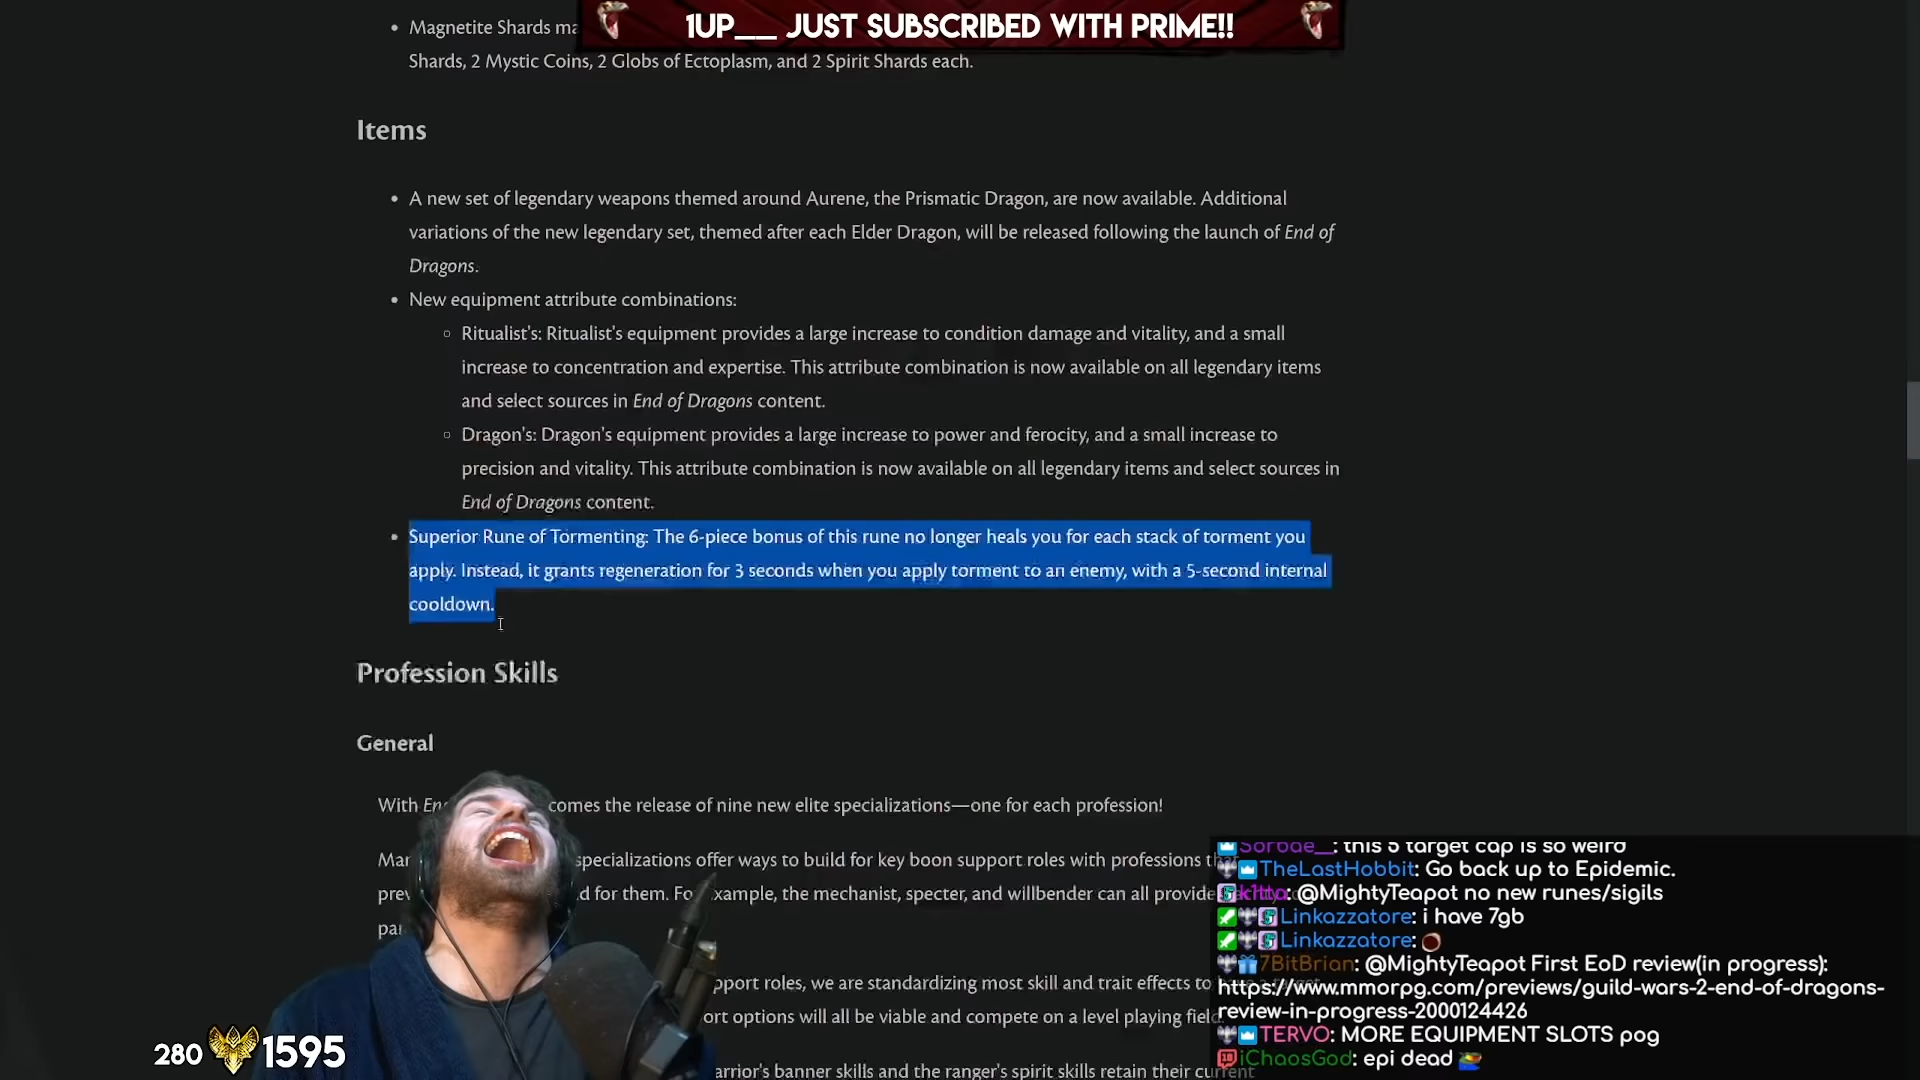 1UP__ JUST SUBSCRIBED WITH PRIME!!
Magnetite Shards
Shards, 2 Mystic Coins, 2 Globs of Ectoplasm, and 2 Spirit Shards each.
Items
A new set of legendary weapons themed around Aurene, the Prismatic Dragon, are now available. Additional
variations of the new legendary set, themed after each Elder Dragon, will be released following the launch of End of
Dragons.
New equipment attribute combinations:
Ritualist's: Ritualist's equipment provides a large increase to condition damage and vitality, and a small
increase to concentration and expertise. This attribute combination is now available on all legendary items
and select sources in End of Dragons content.
Dragon's: Dragon's equipment provides a large increase to power and ferocity, and a small increase to
precision and vitality. This attribute combination is now available on all legendary items and select sources in
End of Dragons content.
Superior Rune of Tormenting: The 6-piece bonus of this rune no longer heals you for each stack of torment you
apply. Instead, it grants regeneration for 3 seconds when you apply torment to an enemy, with a 5-second internal
cooldown.
Profession Skills
General
With comes the release of nine new elite specializations—one for each profession!
specializations offer ways to build for key boon support roles with professions
for them. For example, the mechanist, specter, and willbender can all provide
roles, we are standardizing most skill and trait effects to
options will all be viable and compete on a level playing field.
banner skills and the ranger's spirit skills retain their current
Sorbae__: this 5 target cap is so weird
TheLastHobbit: Go back up to Epidemic.
k1tta: @MightyTeapot no new runes/sigils
Linkazzatore: i have 7gb
Linkazzatore:
7BitBrian: @MightyTeapot First EoD review(in progress):
https://www.mmorpg.com/previews/guild-wars-2-end-of-dragons-
review-in-progress-2000124426
TERVO: MORE EQUIPMENT SLOTS pog
iChaosGod: epi dead
280 1595